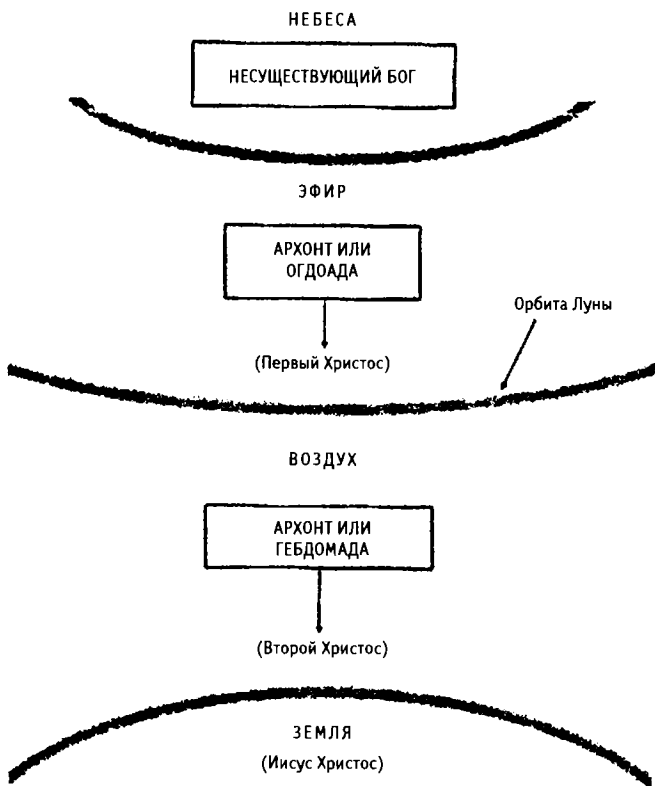 НЕБЕСА
НЕСУЩЕСТВУЮЩИЙ БОГ
ЭФИР
АРХОНТ ИЛИ
ОГДОАДА
Орбита Луны
(Первый Христос)
ВОЗДУХ
АРХОНТ ИЛИ
ГЕБДОМАДА
(Второй Христос)
ЗЕМЛЯ
(Иисус Христос)